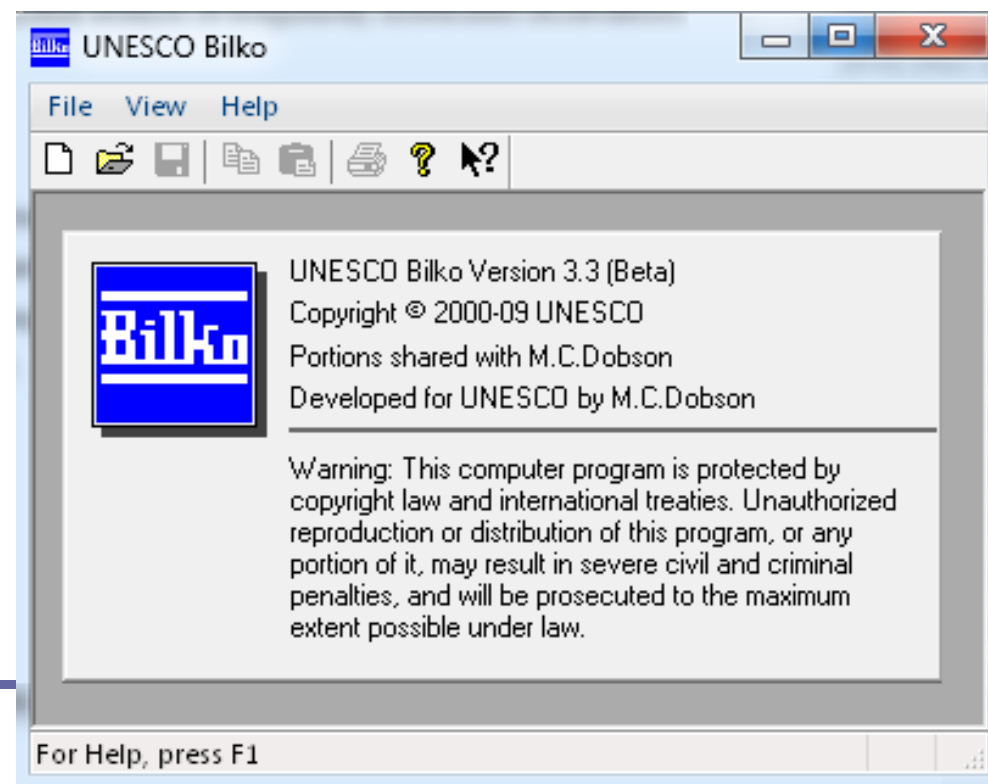 Bilko UNESCO Bilko
File View Help
Bilko
UNESCO Bilko Version 3.3 (Beta)
Copyright © 2000-09 UNESCO
Portions shared with M.C.Dobson
Developed for UNESCO by M.C.Dobson
Warning: This computer program is protected by
copyright law and international treaties. Unauthorized
reproduction or distribution of this program, or any
portion of it, may result in severe civil and criminal
penalties, and will be prosecuted to the maximum
extent possible under law.
For Help, press F1